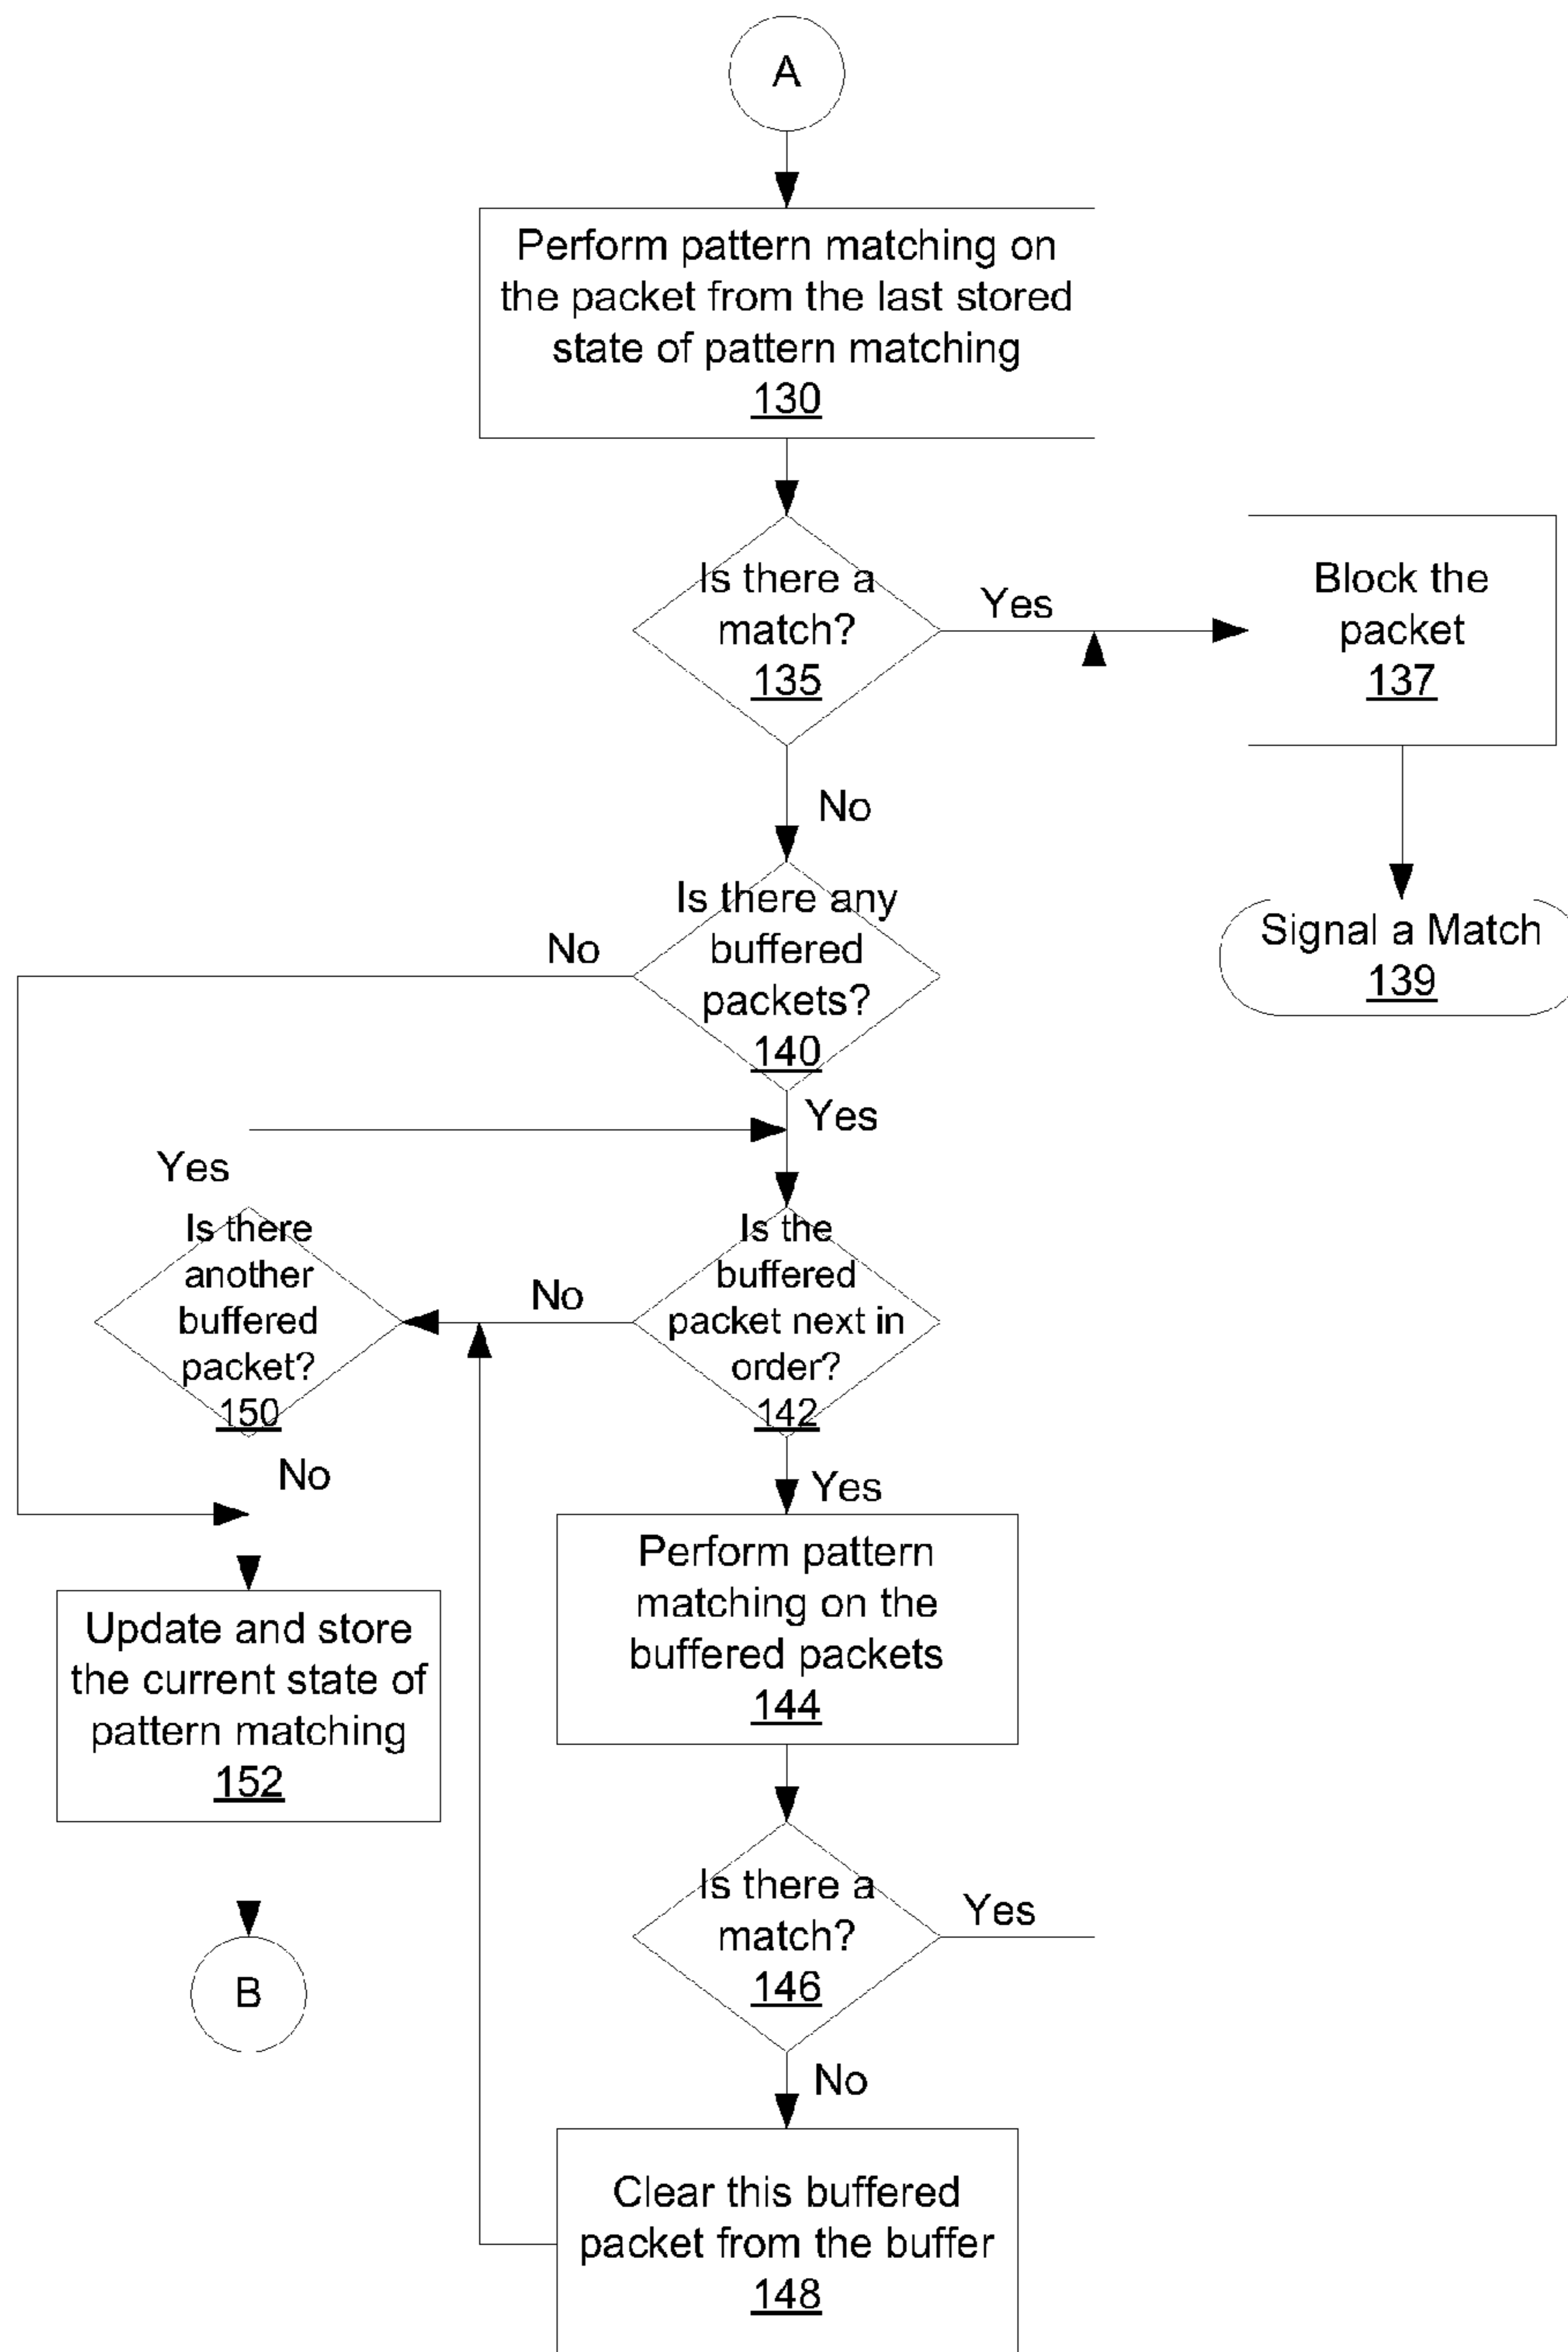 A
Perform pattern matching on
the packet from the last stored
state of pattern matching
130
Is there a
match?
135
Yes
Block the
packet
137
No
Signal a Match
139
Is there any
buffered
packets?
140
No
Yes
Yes
Is there
another
buffered
packet?
150
No
Is the
buffered
packet next in
order?
142
No
Yes
Perform pattern
matching on the
buffered packets
144
Update and store
the current state of
pattern matching
152
Is there a
match?
146
Yes
B
No
Clear this buffered
packet from the buffer
148